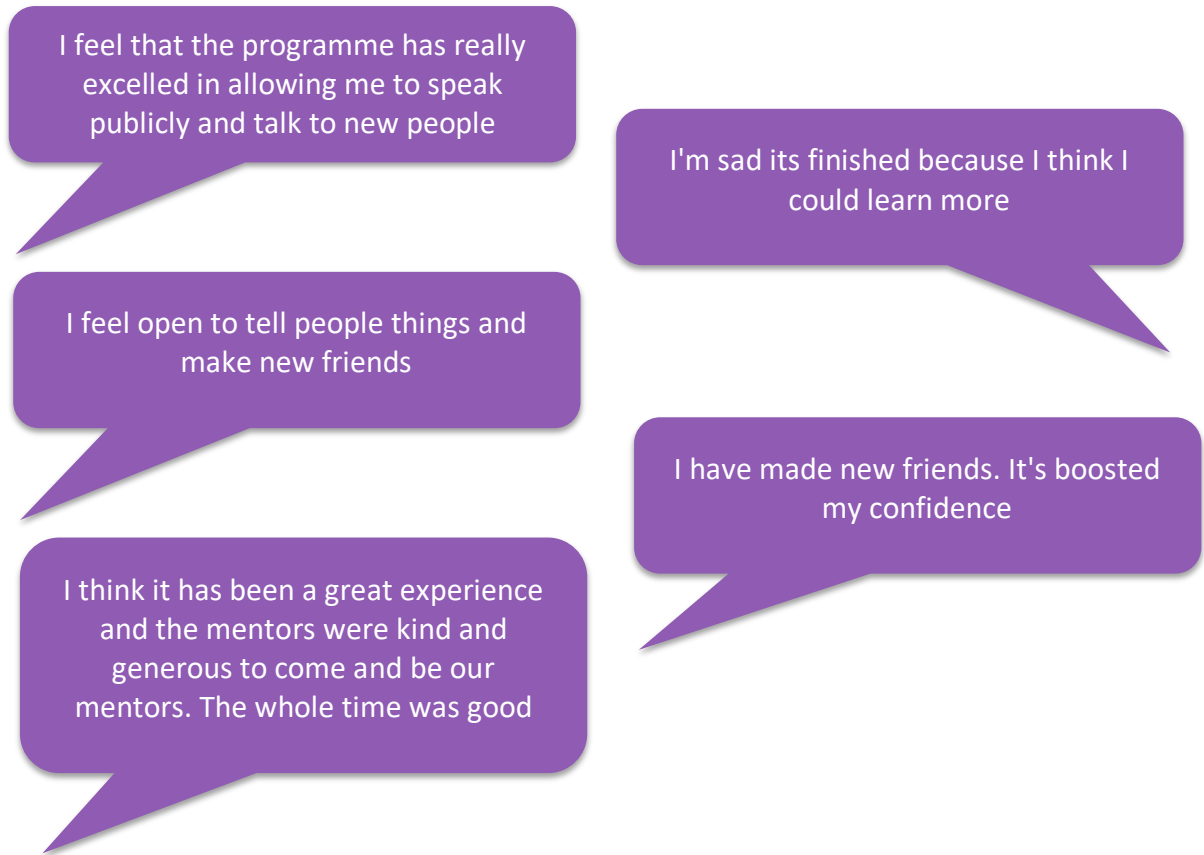 I feel that the programme has really
excelled in allowing me to speak
publicly and talk to new people
I'm sad its finished because I think I
could learn more
I feel open to tell people things and
make new friends
I have made new friends. It's boosted
my confidence
I think it has been a great experience
and the mentors were kind and
generous to come and be our
mentors. The whole time was good